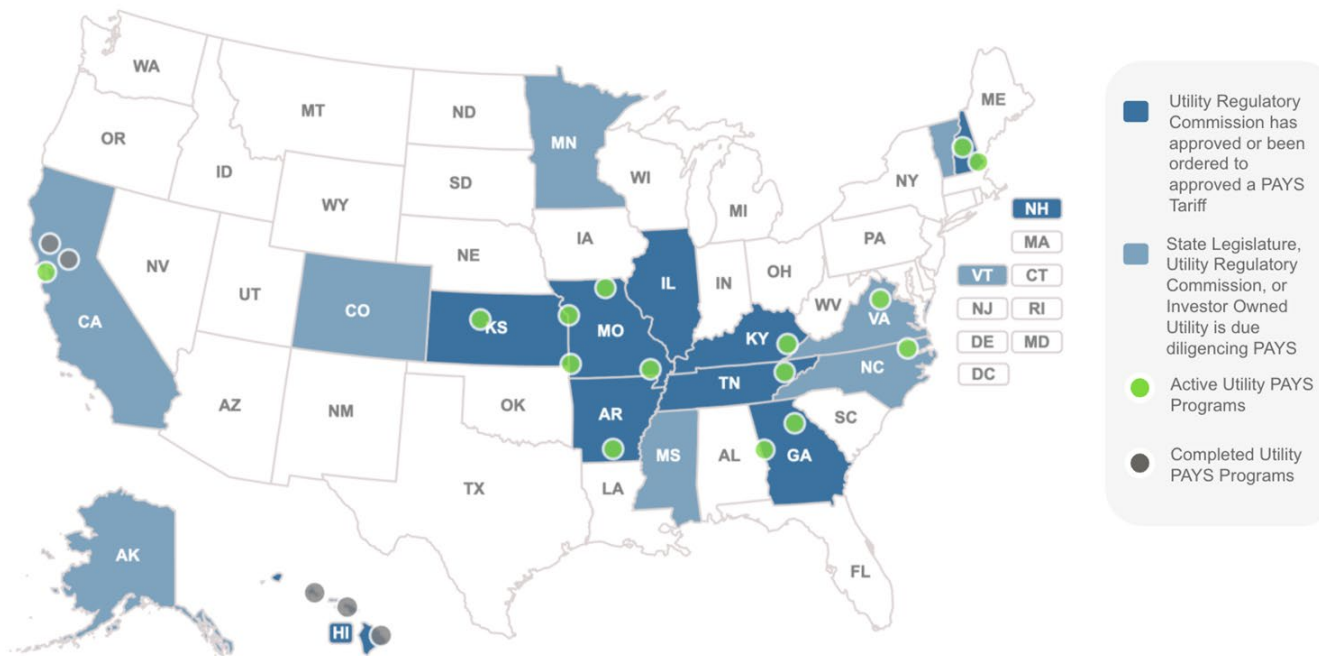 WA
MT
ND
MN
ME
OR
ID
SD
WI
NY
WY
MI
NH
IA
PA
MA
NE
NV
IL
IN
OH
VT
CT
UT
CO
WV
VA
NJ
RI
CA
KS
MO
KY
DE
MD
NC
DC
TN
AZ
NM
OK
AR
SC
MS
AL
GA
TX
LA
AK
FL
HI
Utility Regulatory
Commission has
approved or been
ordered to
approved a PAYS
Tariff
State Legislature,
Utility Regulatory
Commission, or
Investor Owned
Utility is due
diligencing PAYS
Active Utility PAYS
Programs
Completed Utility
PAYS Programs